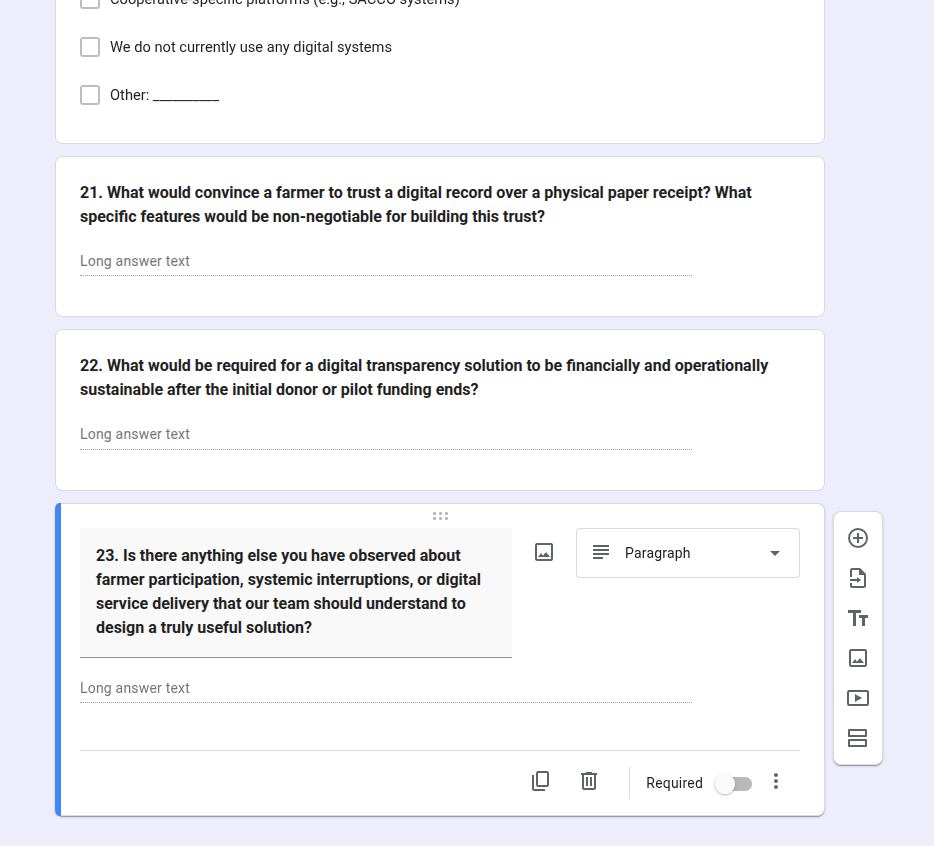 Cooperative-specific platforms (e.g., SACCO systems)
We do not currently use any digital systems
Other: __________
21. What would convince a farmer to trust a digital record over a physical paper receipt? What
specific features would be non-negotiable for building this trust?
Long answer text
22. What would be required for a digital transparency solution to be financially and operationally
sustainable after the initial donor or pilot funding ends?
Long answer text
23. Is there anything else you have observed about
farmer participation, systemic interruptions, or digital
service delivery that our team should understand to
design a truly useful solution?
Paragraph
Long answer text
Required